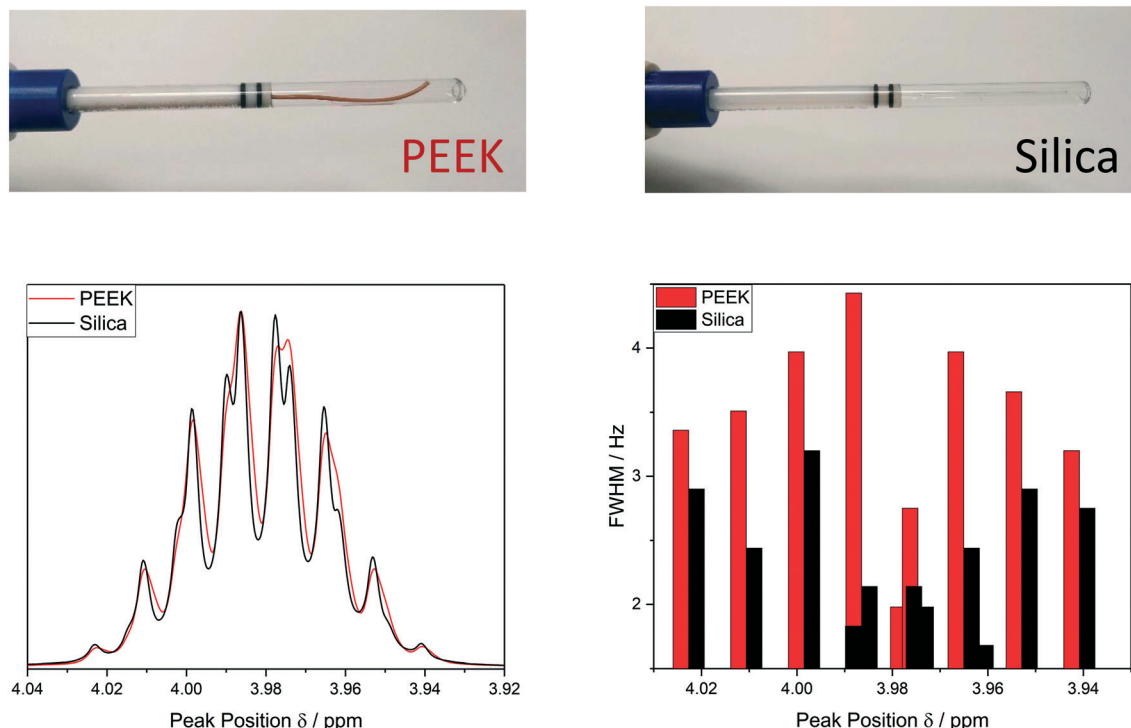 PEEK
Silica
PEEK
Silica
4.04 4.02 4.00 3.98 3.96 3.94 3.92
Peak Position δ / ppm
PEEK
Silica
4
3
2
FWHM / Hz
4.02 4.00 3.98 3.96 3.94
Peak Position δ / ppm